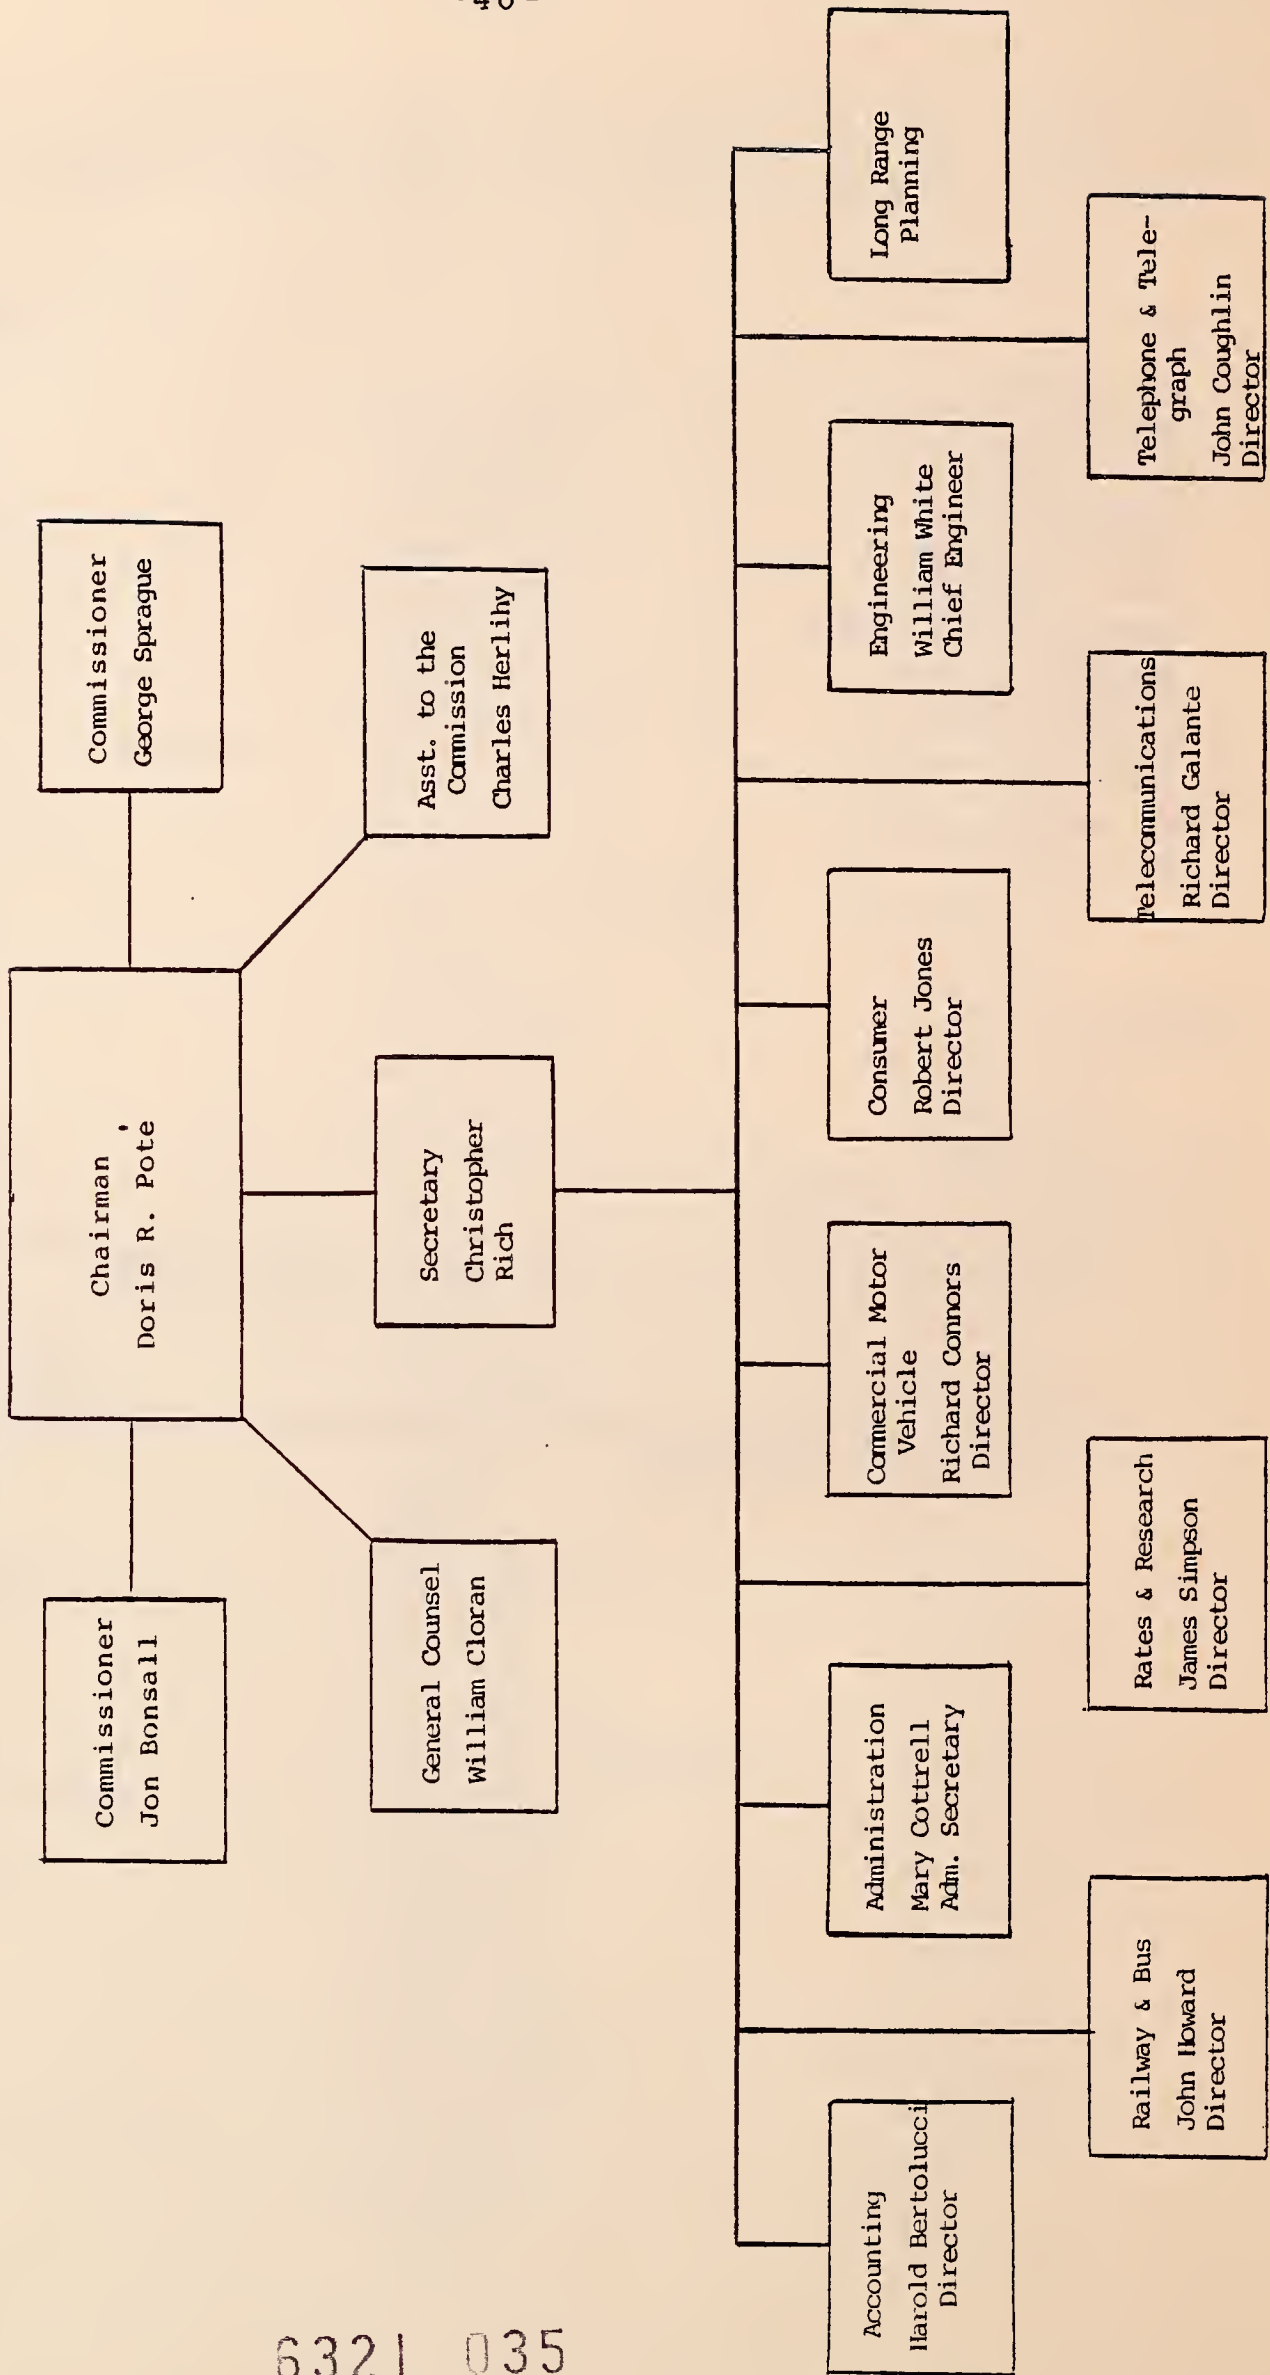 Chairman
Doris R. Pote'
Commissioner
Jon Bonsall
Commissioner
George Sprague
General Counsel
William Cloran
Secretary
Christopher
Rich
Asst. to the
Commission
Charles Herlihy
Accounting
Harold Bertolucci
Director
Administration
Mary Cottrell
Adm. Secretary
Commercial Motor
Vehicle
Richard Connors
Director
Consumer
Robert Jones
Director
Engineering
William White
Chief Engineer
Long Range
Planning
Railway & Bus
John Howard
Director
Rates & Research
James Simpson
Director
Telecommunications
Richard Galante
Director
Telephone & Tele-
graph
John Coughlin
Director
6321 035